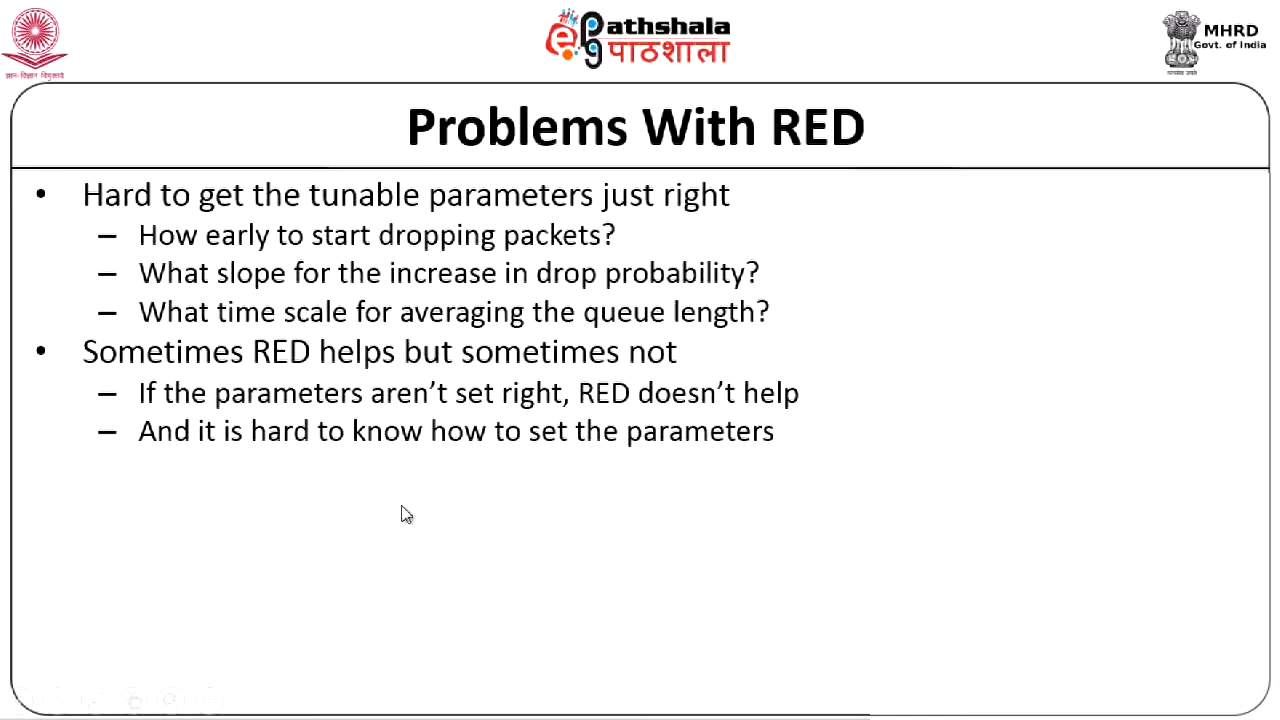 ज्ञान-विज्ञान विमुक्तये
ePathshala
पाठशाला
MHRD
Govt. of India
Problems With RED
• Hard to get the tunable parameters just right
– How early to start dropping packets?
– What slope for the increase in drop probability?
– What time scale for averaging the queue length?
• Sometimes RED helps but sometimes not
– If the parameters aren’t set right, RED doesn’t help
– And it is hard to know how to set the parameters